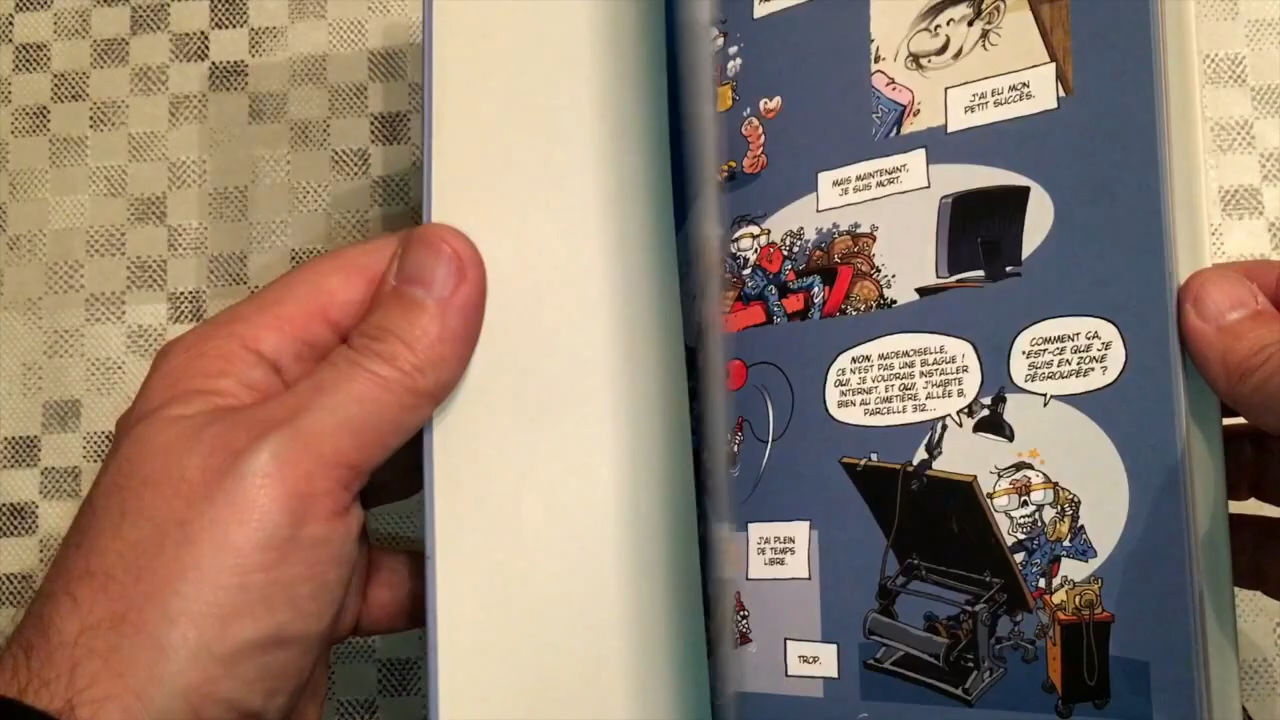 J'AI EU MON
PETIT SUCCÈS.
MAIS MAINTENANT,
JE SUIS MORT.
NON, MADEMOISELLE,
CE N'EST PAS UNE BLAGUE !
OUI, JE VOUDRAIS INSTALLER
INTERNET, ET OUI, J'HABITE
BIEN AU CIMETIÈRE, ALLÉE B,
PARCELLE 312...
COMMENT ÇA,
"EST-CE QUE JE
SUIS EN ZONE
DÉGROUPÉE" ?
J'AI PLEIN
DE TEMPS
LIBRE.
TROP.